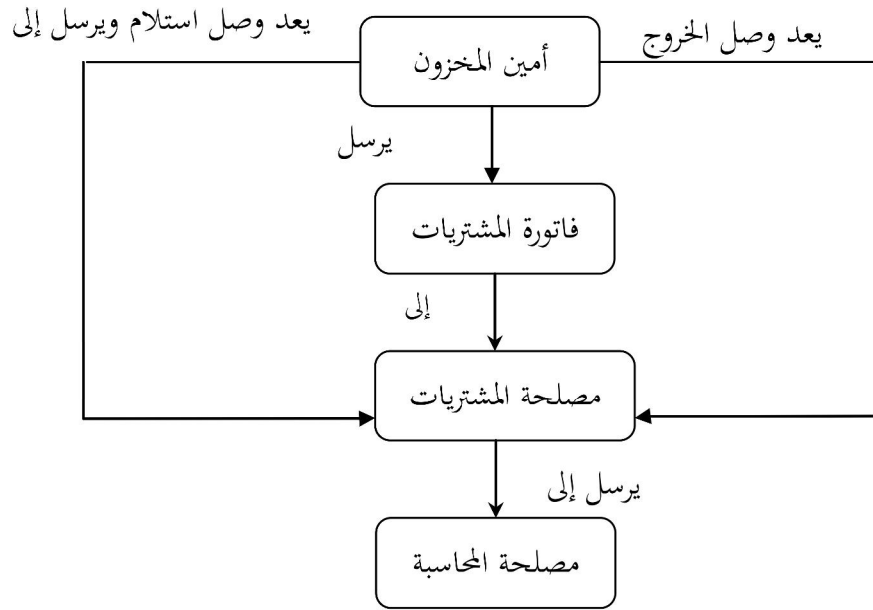 يعد وصل الخروج
يعد وصل استلام ويرسل إلى
أمين المخزون
يرسل
فاتورة المشتريات
إلى
مصلحة المشتريات
يرسل إلى
مصلحة المحاسبة